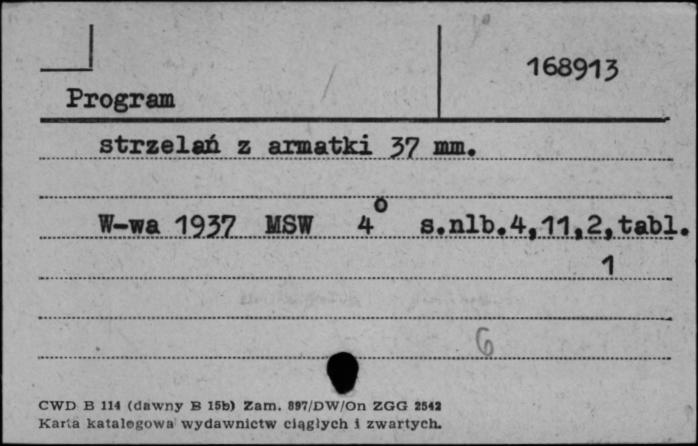 168913
Program
strzelań z armatki 37 mm.
W-wa 1937 MSW 4° s.nlb.4,11,2,tabl.
1
6
CWD B 114 (dawny B 15b) Zam. 897/DW/On ZGG 2542
Karta katalogowa wydawnictw ciągłych i zwartych.